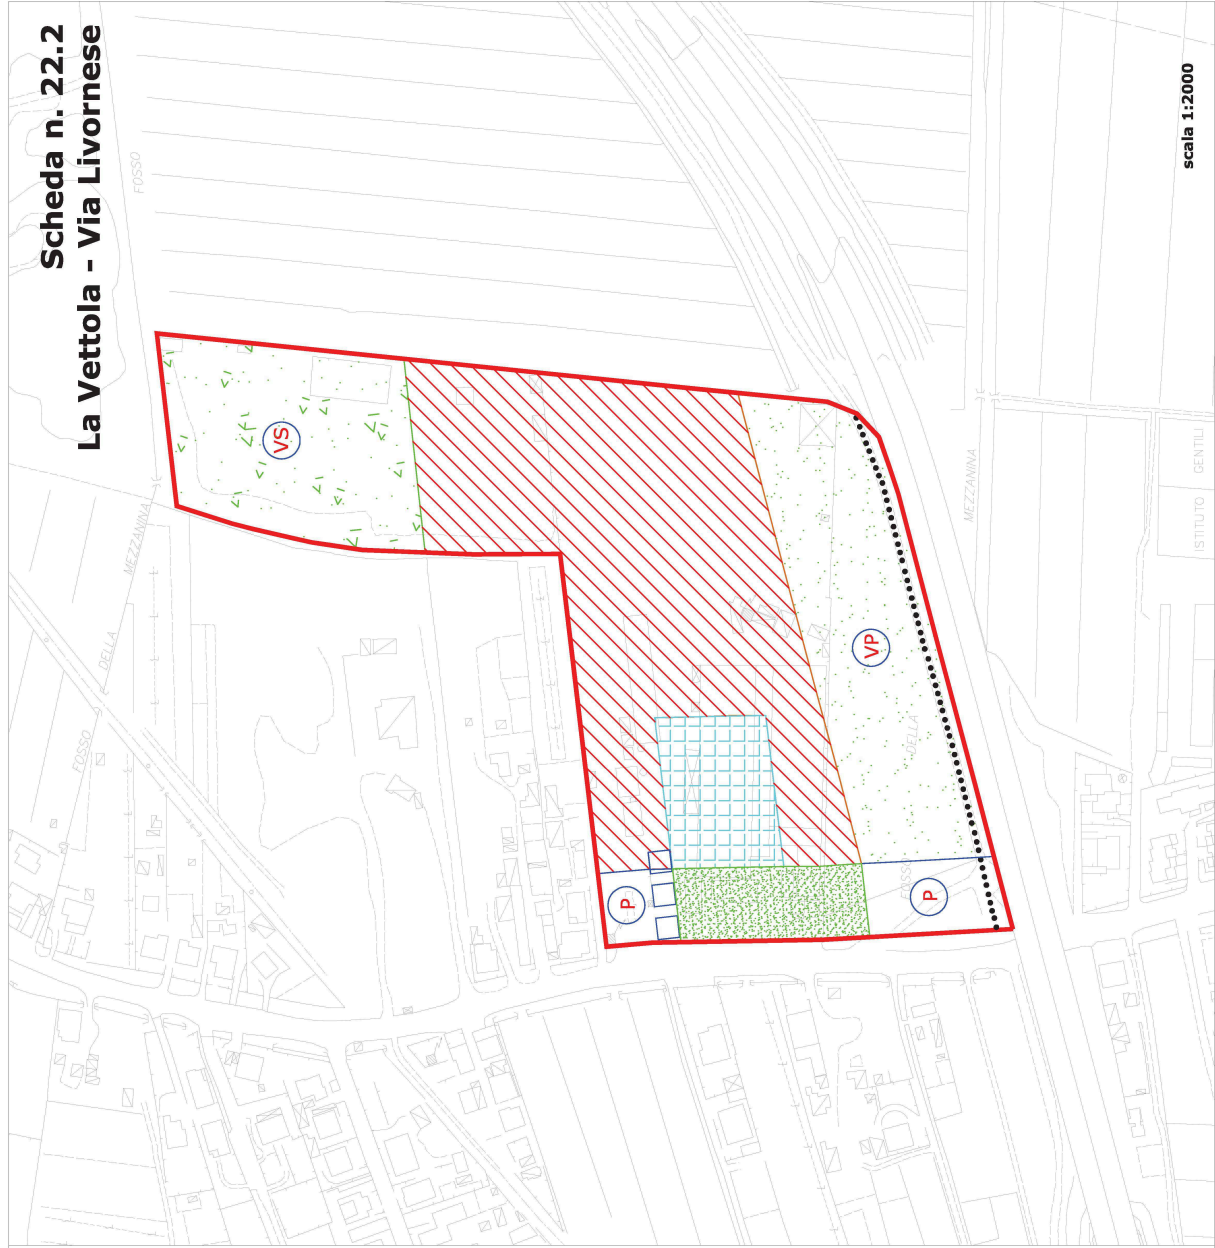 Scheda n. 22.2
La Vettola - Via Livornese
scala 1:2000
FOSSO
MEZZANINA
DELLA
FOSSO
VS
VP
P
P
MEZZANINA
DELLA
FOSSO
ISTITUTO GENTILI